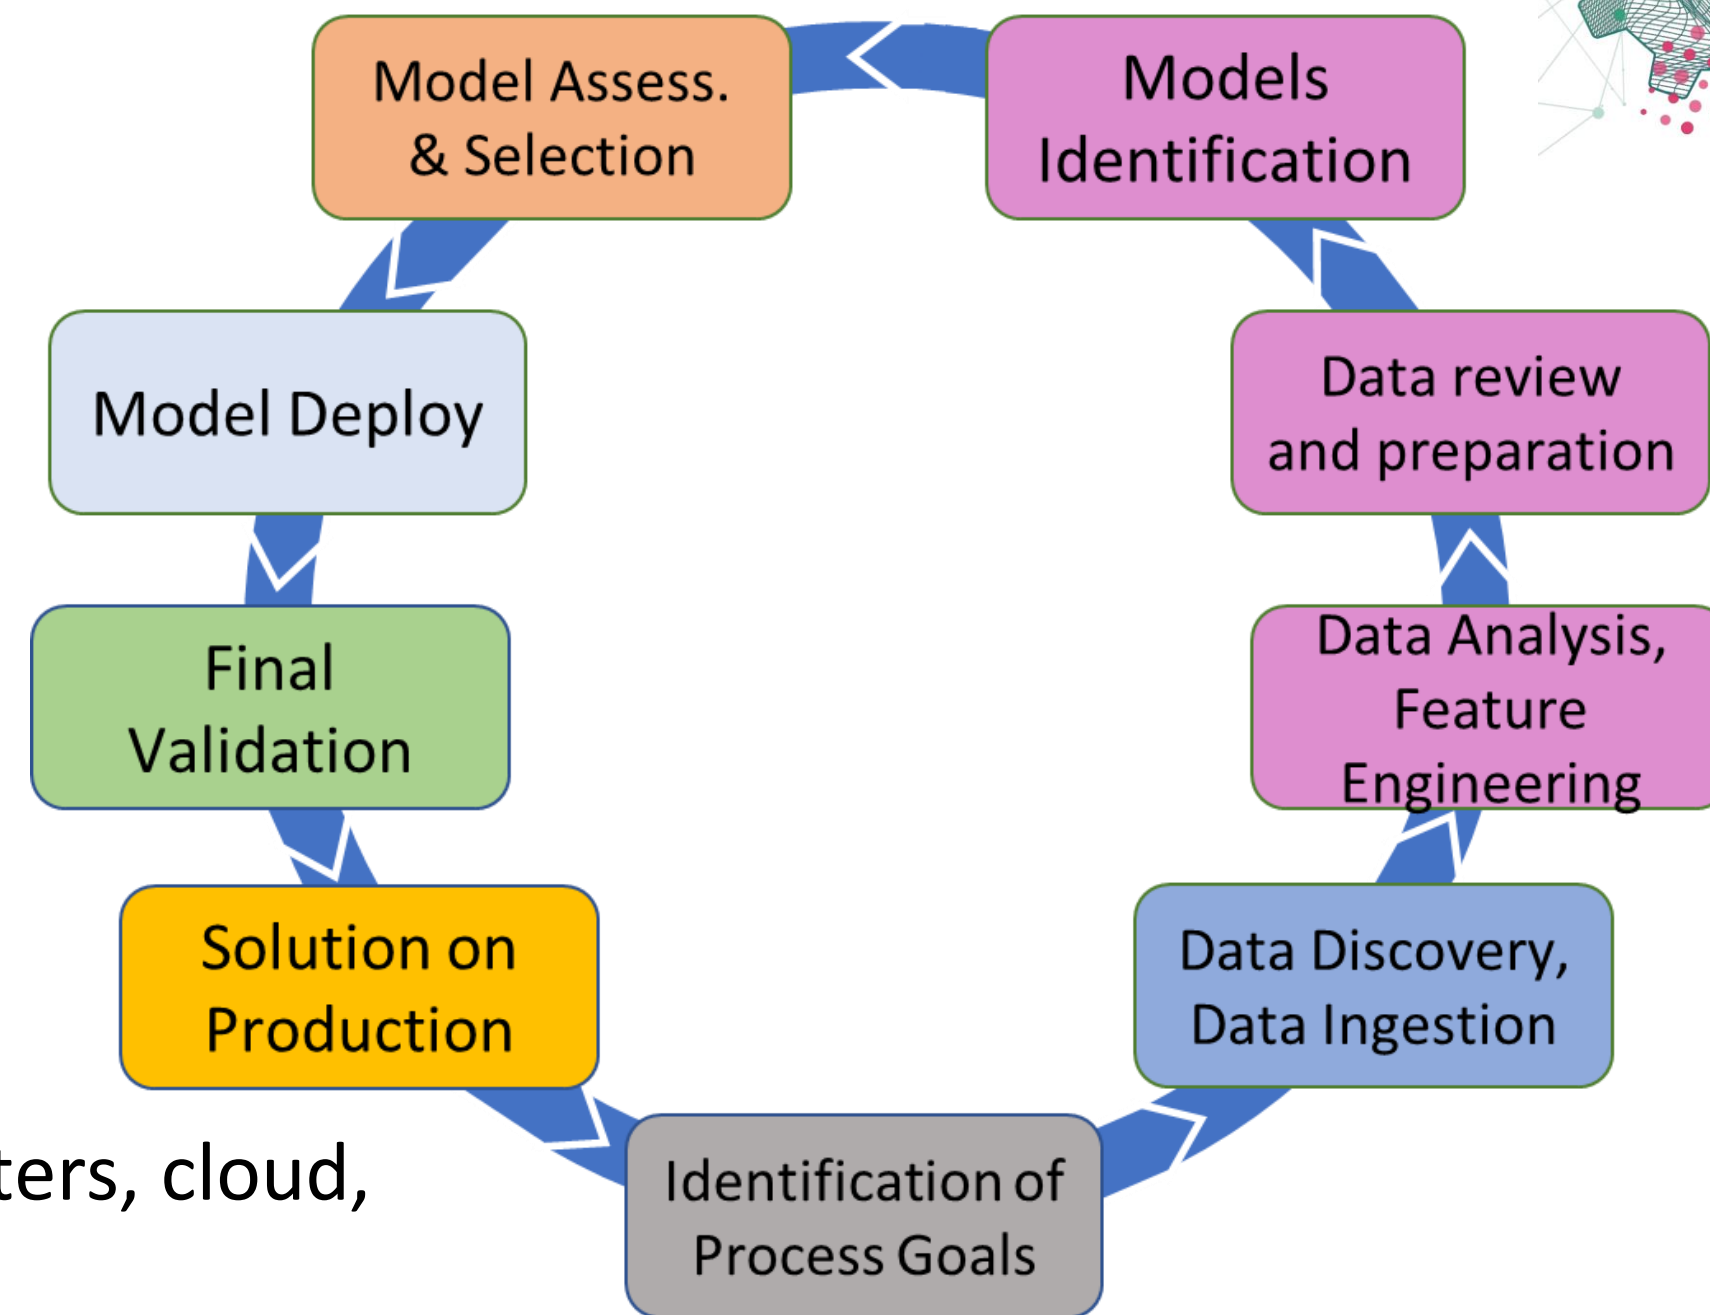 Model Assess.
& Selection
Models
Identification
Model Deploy
Data review
and preparation
Final
Validation
Data Analysis,
Feature
Engineering
Solution on
Production
Data Discovery,
Data Ingestion
cloud,
Identification of
Process Goals